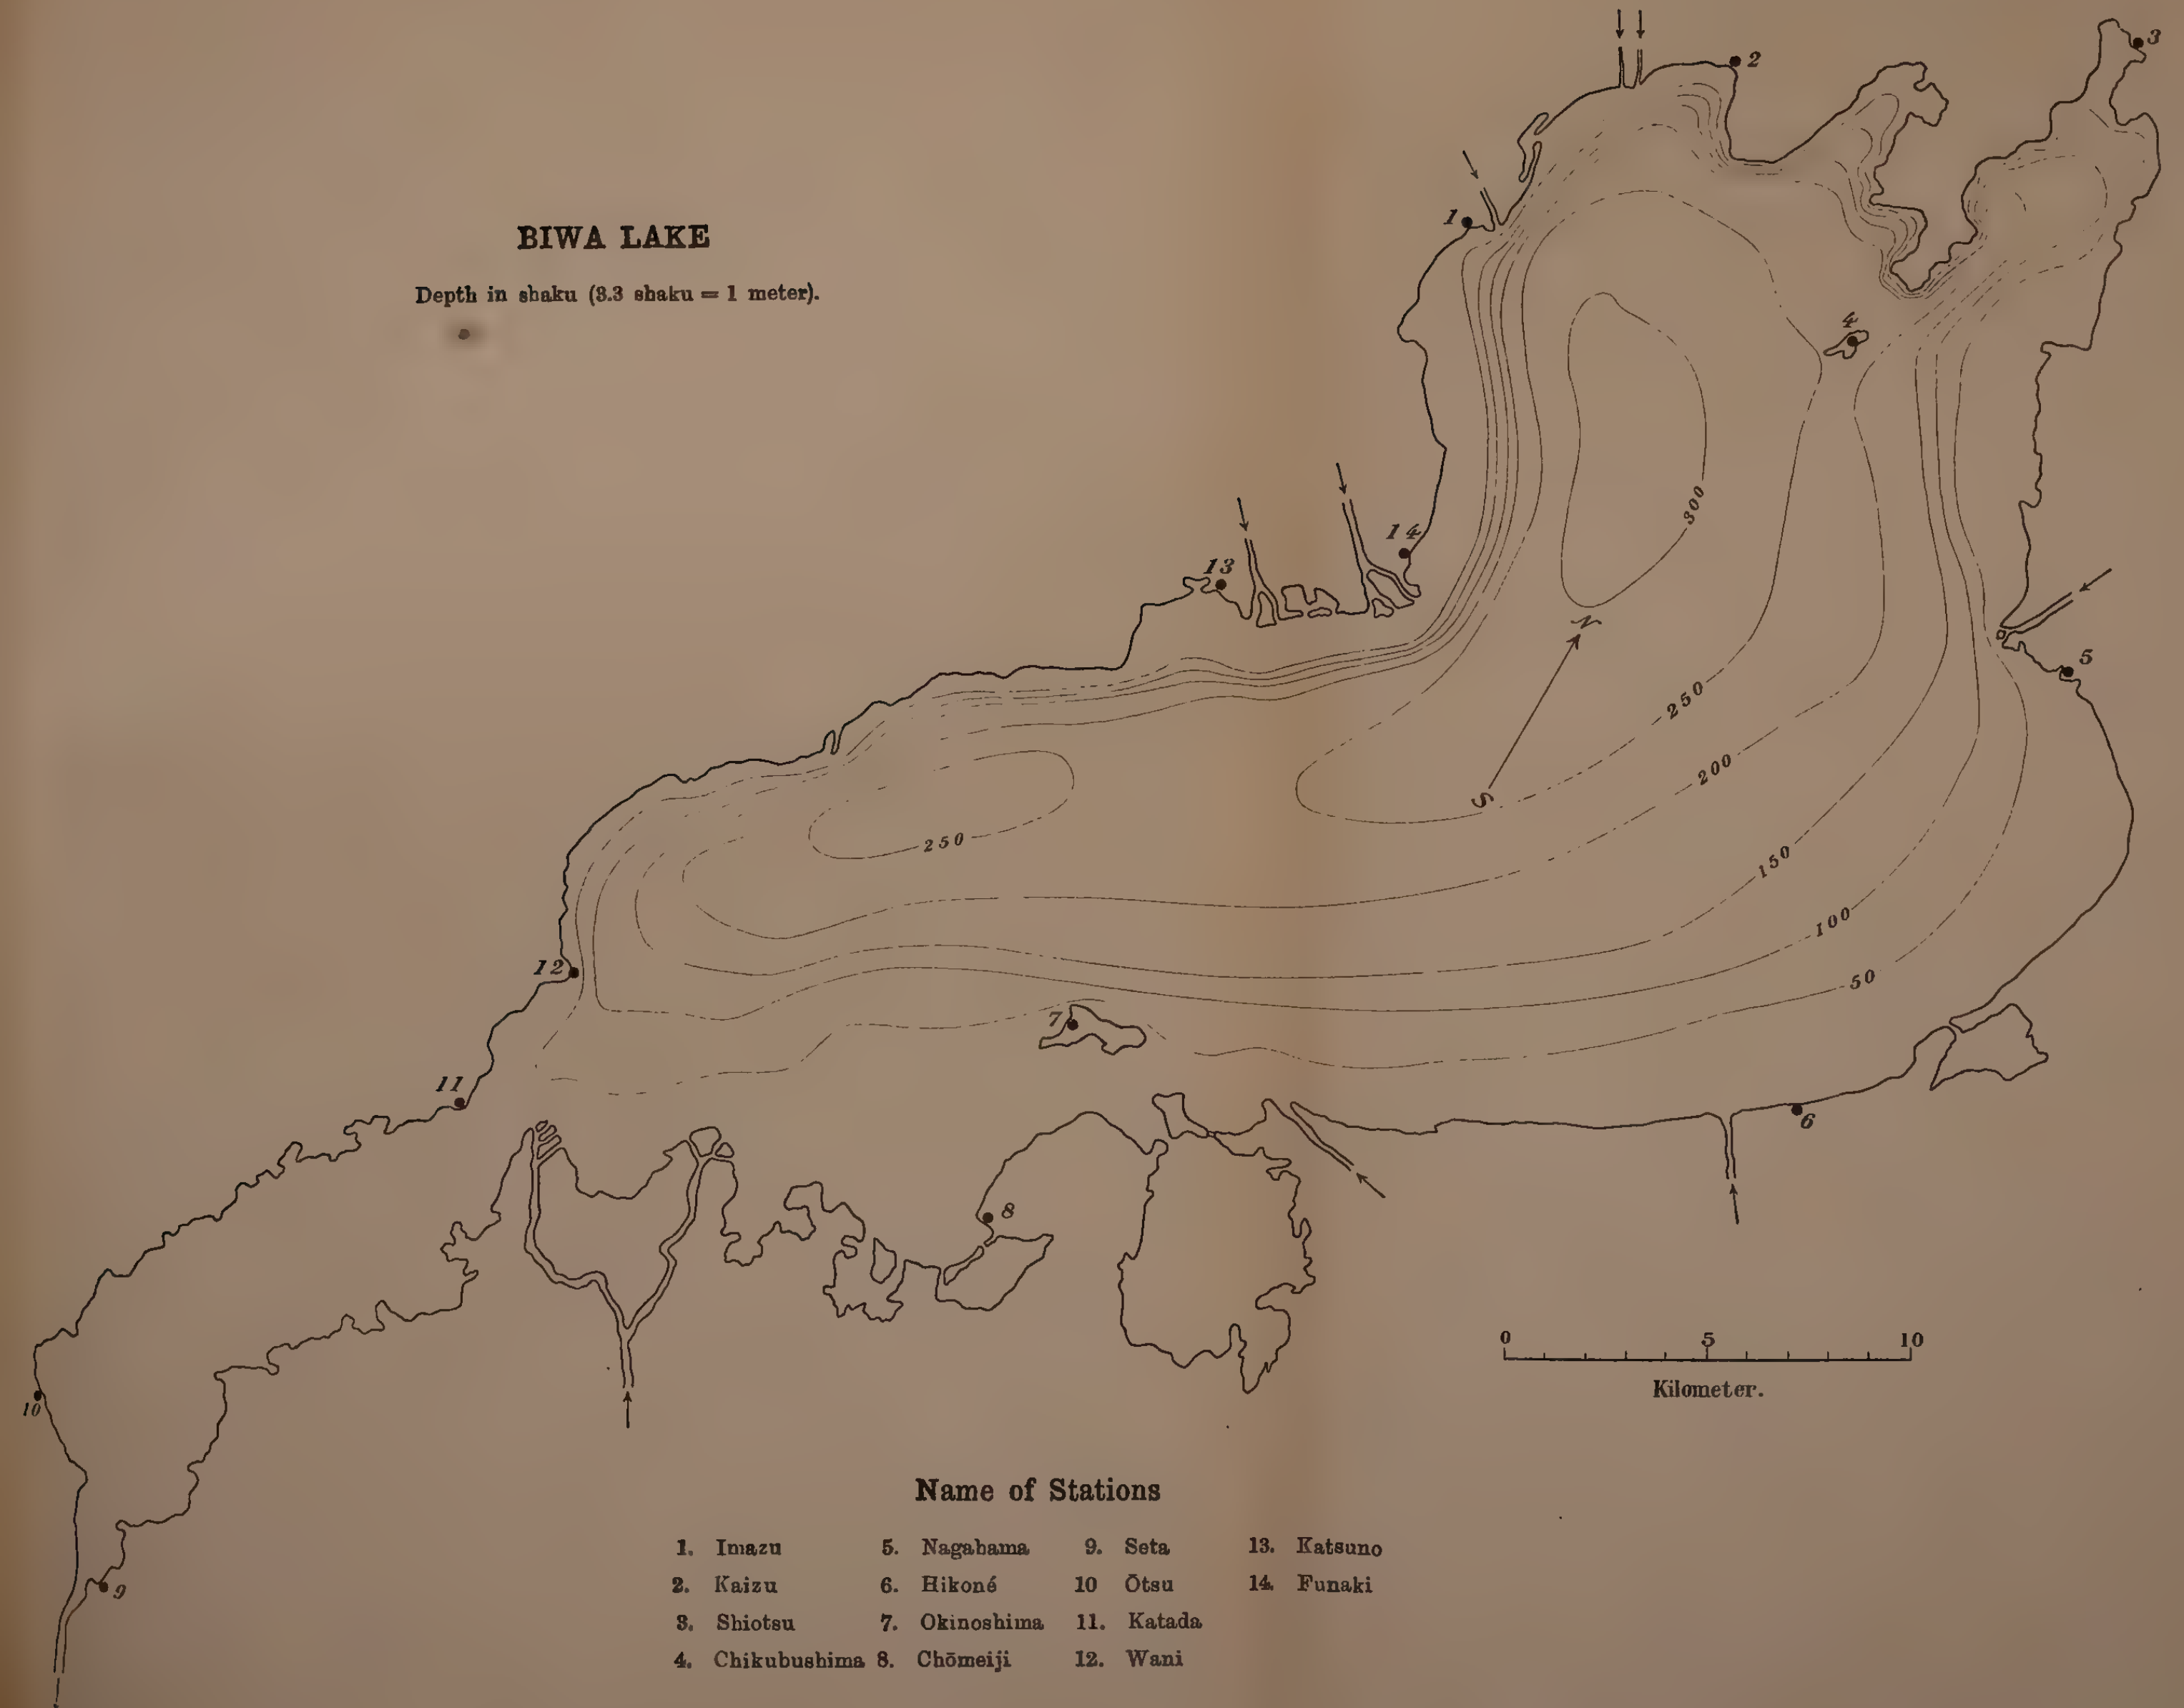 BIWA LAKE
Depth in shaku (3.3 shaku = 1 meter).
2
3
1
4
300
14
13
N
5
250
200
S
250
150
100
50
12
7
11
6
8
10
9
0 5 10
Kilometer.
Name of Stations
1. Imazu 5. Nagahama 9. Seta 13. Katsuno
2. Kaizu 6. Hikoné 10 Ōtsu 14. Funaki
3. Shiotsu 7. Okinoshima 11. Katada
4. Chikubushima 8. Chōmeiji 12. Wani